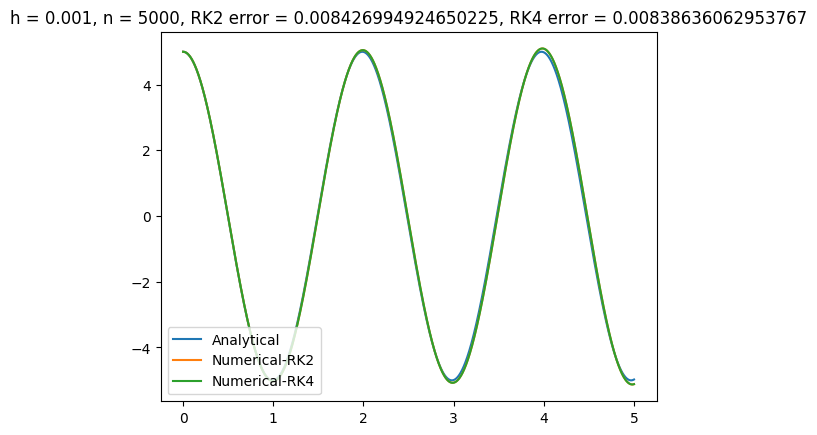 h = 0.001, n = 5000, RK2 error = 0.008426994924650225, RK4 error = 0.00838636062953767
4
2
0
−2
−4
Analytical
Numerical-RK2
Numerical-RK4
0 1 2 3 4 5